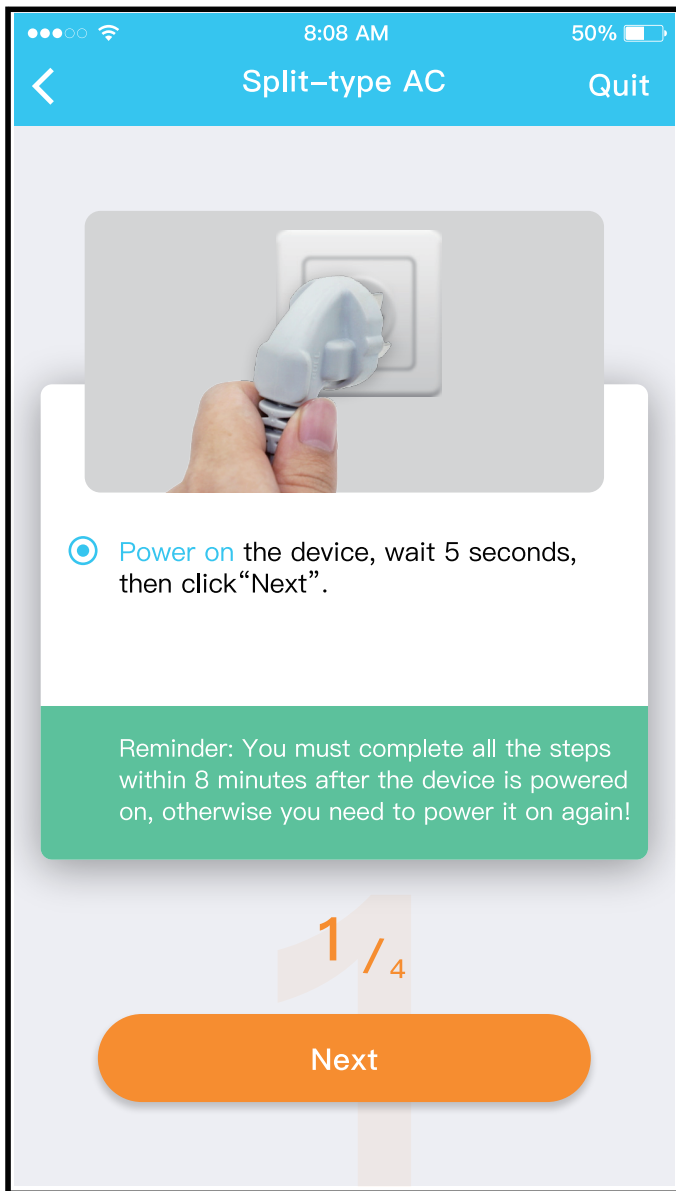 8:08 AM
50%
Split-type AC
Quit
Power on the device, wait 5 seconds,
then click“Next”.
Reminder: You must complete all the steps
within 8 minutes after the device is powered
on, otherwise you need to power it on again!
1
1 / 4
Next